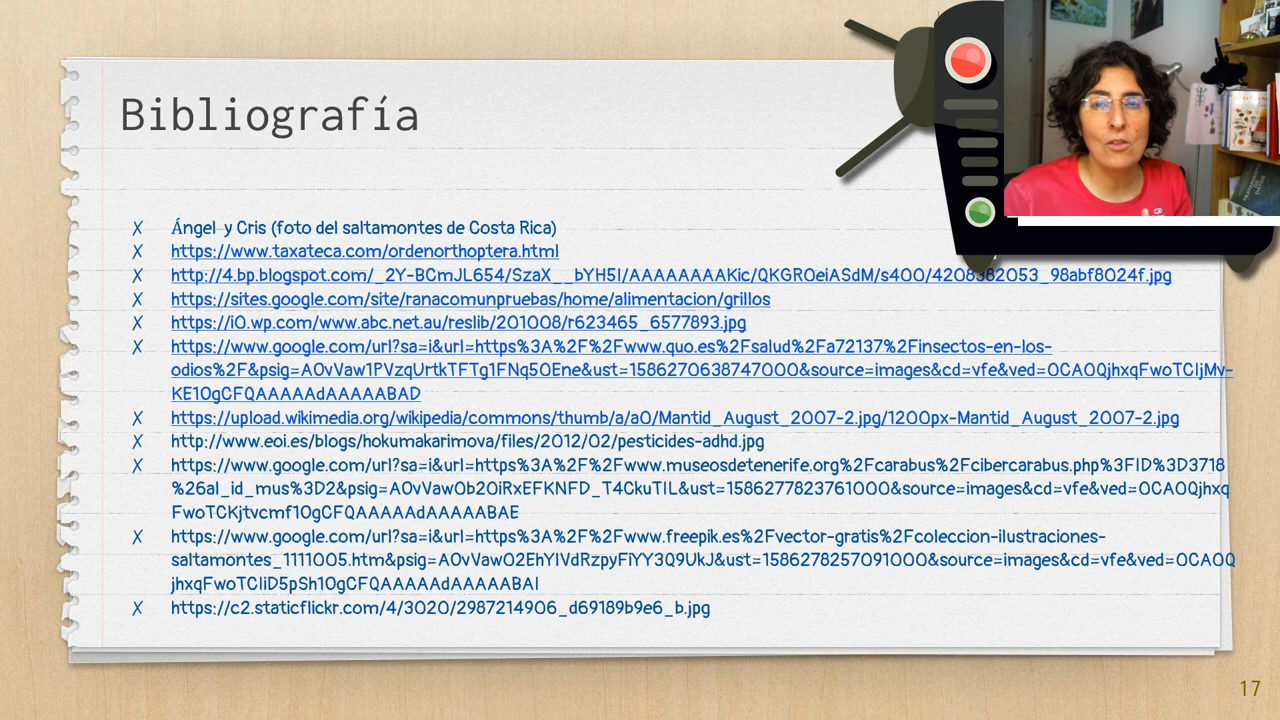 Bibliografía
X Ángel y Cris (foto del saltamontes de Costa Rica)
X https://www.taxateca.com/ordenorthoptera.html
X http://4.bp.blogspot.com/_2Y-BCmJL654/SzaX__bYH5I/AAAAAAAAKic/QKGR0eiASdM/s400/4208382053_98abf8024f.jpg
X https://sites.google.com/site/ranacomunpruebas/home/alimentacion/grillos
X https://i0.wp.com/www.abc.net.au/reslib/201008/r623465_6577893.jpg
X https://www.google.com/url?sa=i&url=https%3A%2F%2Fwww.quo.es%2Fsalud%2Fa72137%2Finsectos-en-los-
odios%2F&psig=AOvVaw1PVzqUrtkTFTg1FNq5OEne&ust=1586270638747000&source=images&cd=vfe&ved=0CAOQjhxqFwoTCIjMv-
KE1OgCFQAAAAAdAAAAABAD
X https://upload.wikimedia.org/wikipedia/commons/thumb/a/a0/Mantid_August_2007-2.jpg/1200px-Mantid_August_2007-2.jpg
X http://www.eoi.es/blogs/hokumakarimova/files/2012/02/pesticides-adhd.jpg
X https://www.google.com/url?sa=i&url=https%3A%2F%2Fwww.museosdetenerife.org%2Fcarabus%2Fcibercarabus.php%3FID%3D3718
%26al_id_mus%3D2&psig=AOvVaw0b20iRxEFKNFD_T4CkuTIL&ust=1586277823761000&source=images&cd=vfe&ved=0CAOQjhxq
FwoTCKjtvcmf1OgCFQAAAAAdAAAAABAE
X https://www.google.com/url?sa=i&url=https%3A%2F%2Fwww.freepik.es%2Fvector-gratis%2Fcoleccion-ilustraciones-
saltamontes_1111005.htm&psig=AOvVaw02EhYIVdRzpyFiYY3Q9UkJ&ust=1586278257091000&source=images&cd=vfe&ved=0CAOQ
jhxqFwoTCIiD5pSh1OgCFQAAAAAdAAAAABAI
X https://c2.staticflickr.com/4/3020/2987214906_d69189b9e6_b.jpg
17